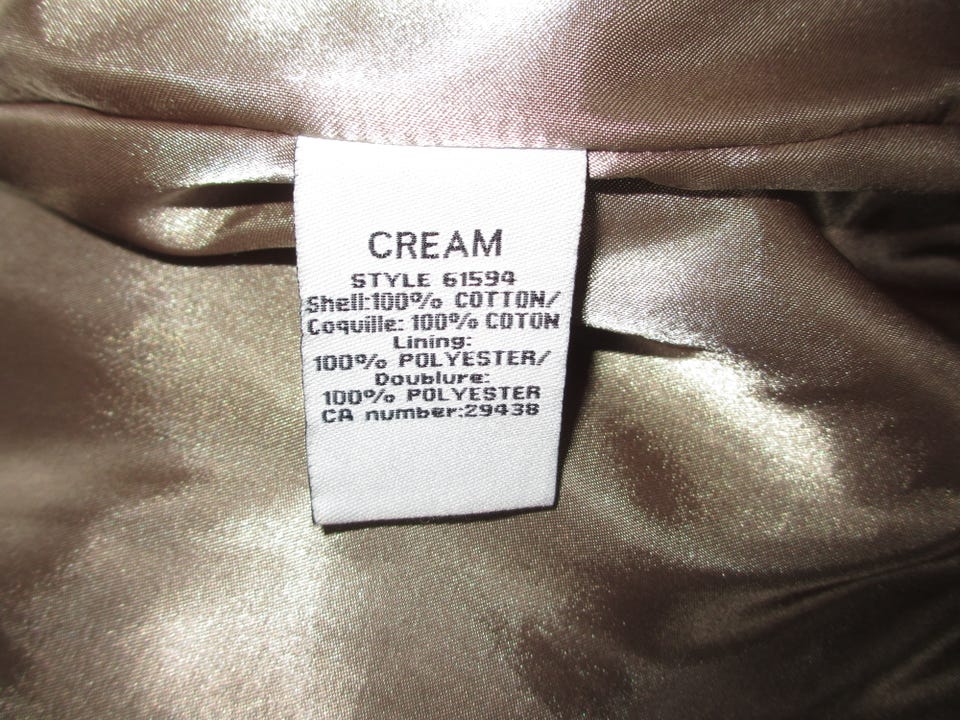 CREAM
STYLE 61594
Shell:100% COTTON/
Coquille: 100% COTON
Lining:
100% POLYESTER/
Doublure:
100% POLYESTER
CA number:29438